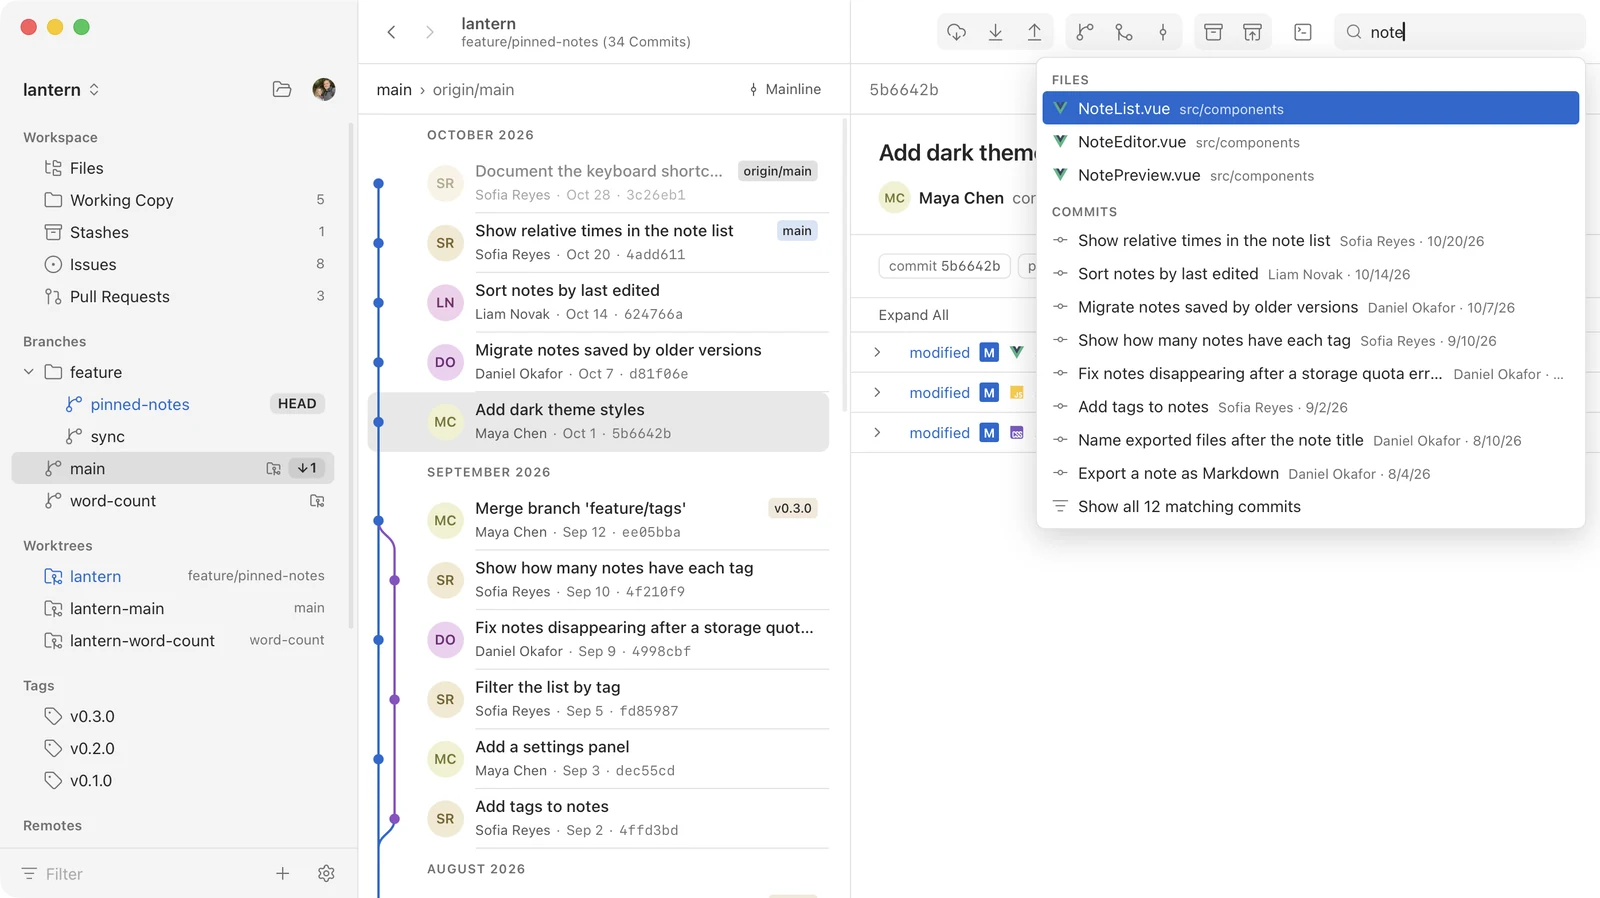 lantern
Workspace
Files
Working Copy 5
Stashes 1
Issues 8
Pull Requests 3
Branches
feature
pinned-notes HEAD
sync
main ↓1
word-count
Worktrees
lantern feature/pinned-notes
lantern-main main
lantern-word-count word-count
Tags
v0.3.0
v0.2.0
v0.1.0
Remotes
Filter
lantern
feature/pinned-notes (34 Commits)
main › origin/main Mainline
OCTOBER 2026
SR Document the keyboard shortc... origin/main
Sofia Reyes · Oct 28 · 3c26eb1
SR Show relative times in the note list main
Sofia Reyes · Oct 20 · 4add611
LN Sort notes by last edited
Liam Novak · Oct 14 · 624766a
DO Migrate notes saved by older versions
Daniel Okafor · Oct 7 · d81f06e
MC Add dark theme styles
Maya Chen · Oct 1 · 5b6642b
SEPTEMBER 2026
MC Merge branch 'feature/tags' v0.3.0
Maya Chen · Sep 12 · ee05bba
SR Show how many notes have each tag
Sofia Reyes · Sep 10 · 4f210f9
DO Fix notes disappearing after a storage quot...
Daniel Okafor · Sep 9 · 4998cbf
SR Filter the list by tag
Sofia Reyes · Sep 5 · fd85987
MC Add a settings panel
Maya Chen · Sep 3 · dec55cd
SR Add tags to notes
Sofia Reyes · Sep 2 · 4ffd3bd
AUGUST 2026
note
5b6642b
Add dark theme
MC Maya Chen
commit 5b6642b
Expand All
modified M
modified M JS
modified M CSS
FILES
NoteList.vue src/components
NoteEditor.vue src/components
NotePreview.vue src/components
COMMITS
Show relative times in the note list Sofia Reyes · 10/20/26
Sort notes by last edited Liam Novak · 10/14/26
Migrate notes saved by older versions Daniel Okafor · 10/7/26
Show how many notes have each tag Sofia Reyes · 9/10/26
Fix notes disappearing after a storage quota err... Daniel Okafor · ...
Add tags to notes Sofia Reyes · 9/2/26
Name exported files after the note title Daniel Okafor · 8/10/26
Export a note as Markdown Daniel Okafor · 8/4/26
Show all 12 matching commits